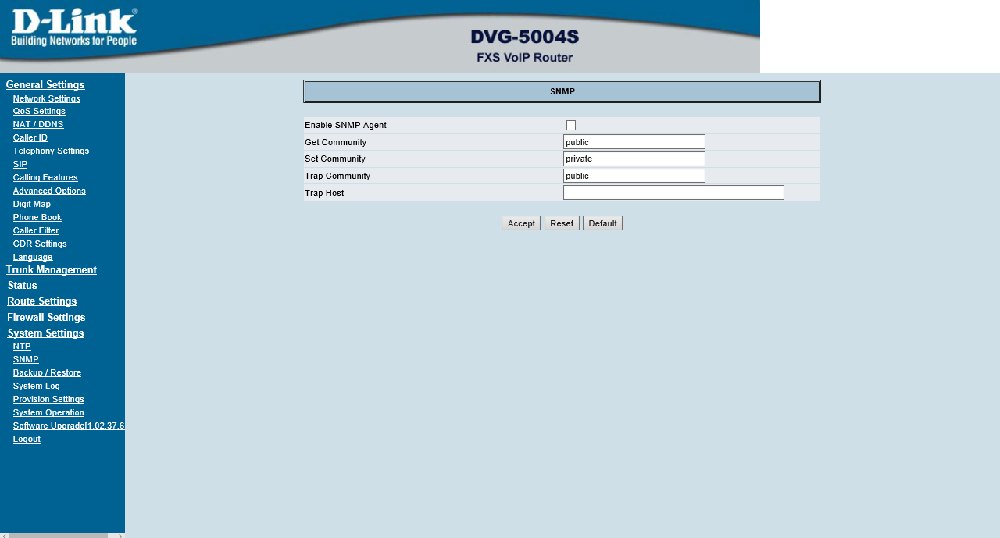 D-Link®
Building Networks for People
DVG-5004S
FXS VoIP Router
General Settings
Network Settings
QoS Settings
NAT / DDNS
Caller ID
Telephony Settings
SIP
Calling Features
Advanced Options
Digit Map
Phone Book
Caller Filter
CDR Settings
Language
Trunk Management
Status
Route Settings
Firewall Settings
System Settings
NTP
SNMP
Backup / Restore
System Log
Provision Settings
System Operation
Software Upgrade[1.02.37.6
Logout
SNMP
Enable SNMP Agent
Get Community public
Set Community private
Trap Community public
Trap Host
Accept Reset Default